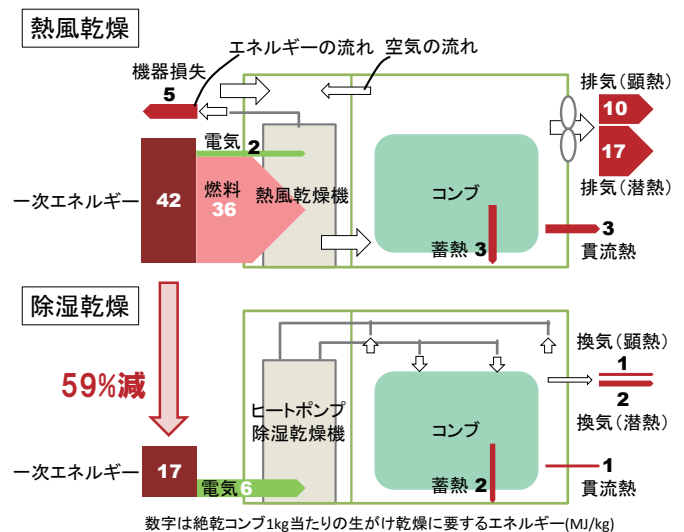 熱風乾燥
エネルギーの流れ
空気の流れ
機器損失
5
排気(顕熱)
10
17
排気(潜熱)
電気 2
一次エネルギー
42
燃料
36
熱風乾燥機
コンブ
蓄熱 3
3
貫流熱
除湿乾燥
59%減
換気(顕熱)
1
2
換気(潜熱)
ヒートポンプ
除湿乾燥機
コンブ
一次エネルギー
17
電気 6
蓄熱 2
1
貫流熱
数字は絶乾コンブ1kg当たりの生がけ乾燥に要するエネルギー(MJ/kg)